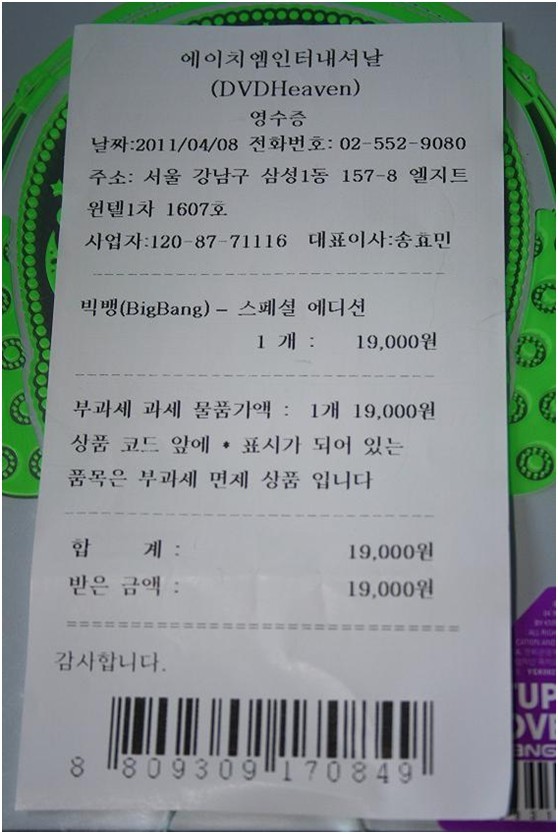 에이치엠인터내셔날
(DVDHeaven)
영수증
날짜:2011/04/08 전화번호: 02-552-9080
주소: 서울 강남구 삼성1동 157-8 엘지트
윈텔1차 1607호
사업자:120-87-71116 대표이사:송효민
빅뱅(BigBang) - 스페셜 에디션
1 개 : 19,000원
부과세 과세 물품가액 : 1개 19,000원
상품 코드 앞에 * 표시가 되어 있는
품목은 부과세 면제 상품 입니다
합 계 : 19,000원
받은 금액 : 19,000원
감사합니다.
8 809309 170849